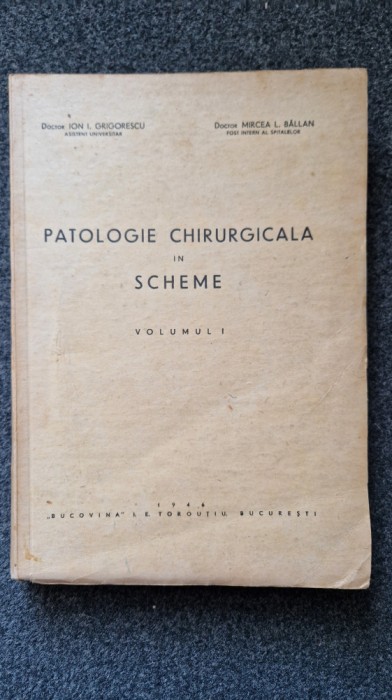 Doctor ION I. GRIGORESCU
ASISTENT UNIVERSITAR
Doctor MIRCEA L. BĂLLAN
FOST INTERN AL SPITALELOR
PATOLOGIE CHIRURGICALA
IN
SCHEME
VOLUMUL I
1946
„BUCOVINA" I. E. TOROUȚIU, BUCUREȘTI